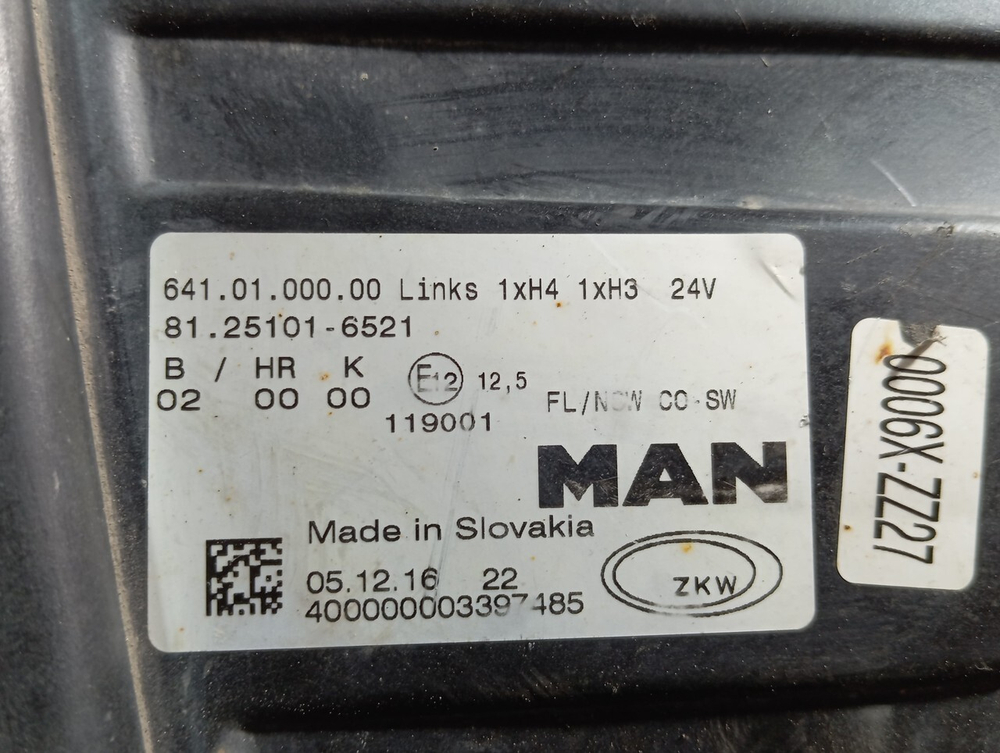 641.01.000.00 Links 1xH4 1xH3 24V
81.25101-6521
B / HR K
02 00 00
E12 12,5
119001
FL/ CO-SW
MAN
Made in Slovakia
05.12.16 22
400000003397485
ZKW
0006X-ZZ27